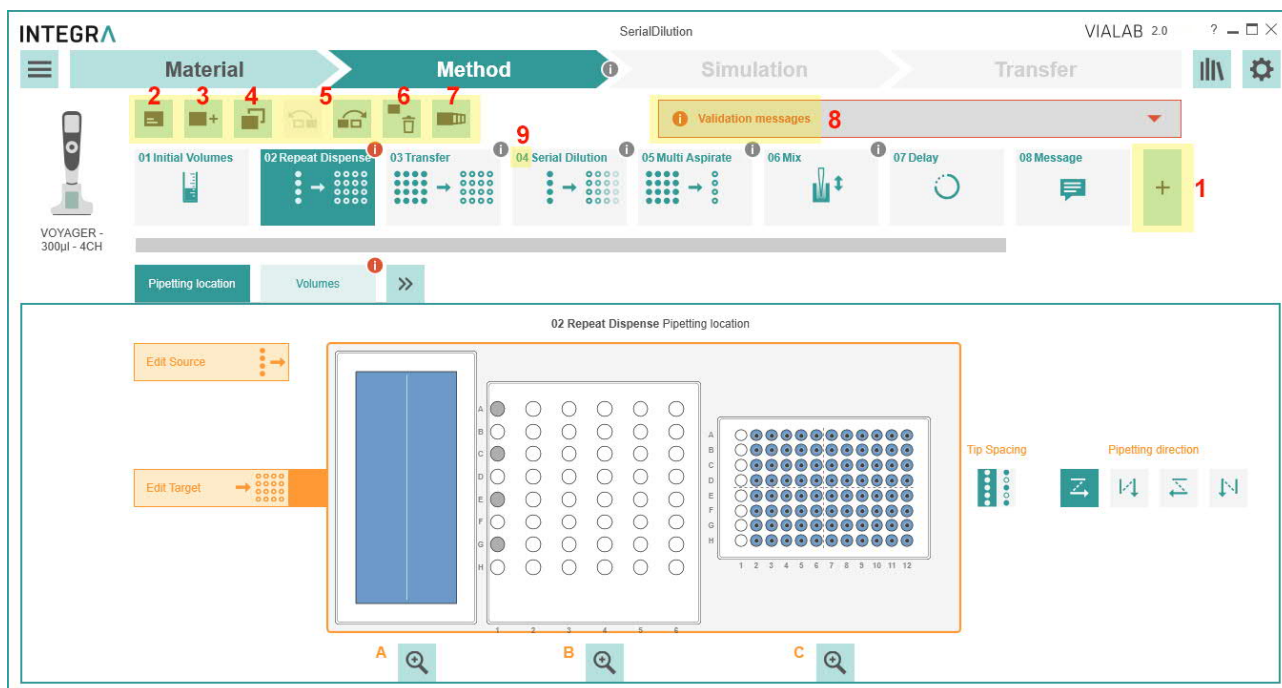 INTEGRA
SerialDilution
VIALAB 2.0
?
Material
Method
i
Simulation
Transfer
2 3 4 5 6 7
i Validation messages 8
9
01 Initial Volumes
02 Repeat Dispense i
03 Transfer i
04 Serial Dilution i
05 Multi Aspirate i
06 Mix i
07 Delay
08 Message
+ 1
VOYAGER -
300µl - 4CH
Pipetting location
Volumes i
02 Repeat Dispense Pipetting location
Edit Source
Edit Target
A
B
C
D
E
F
G
H
1 2 3 4 5 6
A
B
C
D
E
F
G
H
1 2 3 4 5 6 7 8 9 10 11 12
Tip Spacing
Pipetting direction
A B C